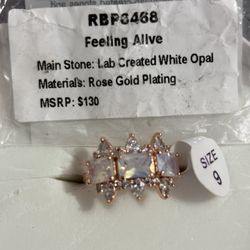 RBP3468
Feeling Alive
Main Stone: Lab Created White Opal
Materials: Rose Gold Plating
MSRP: $130
SIZE
9